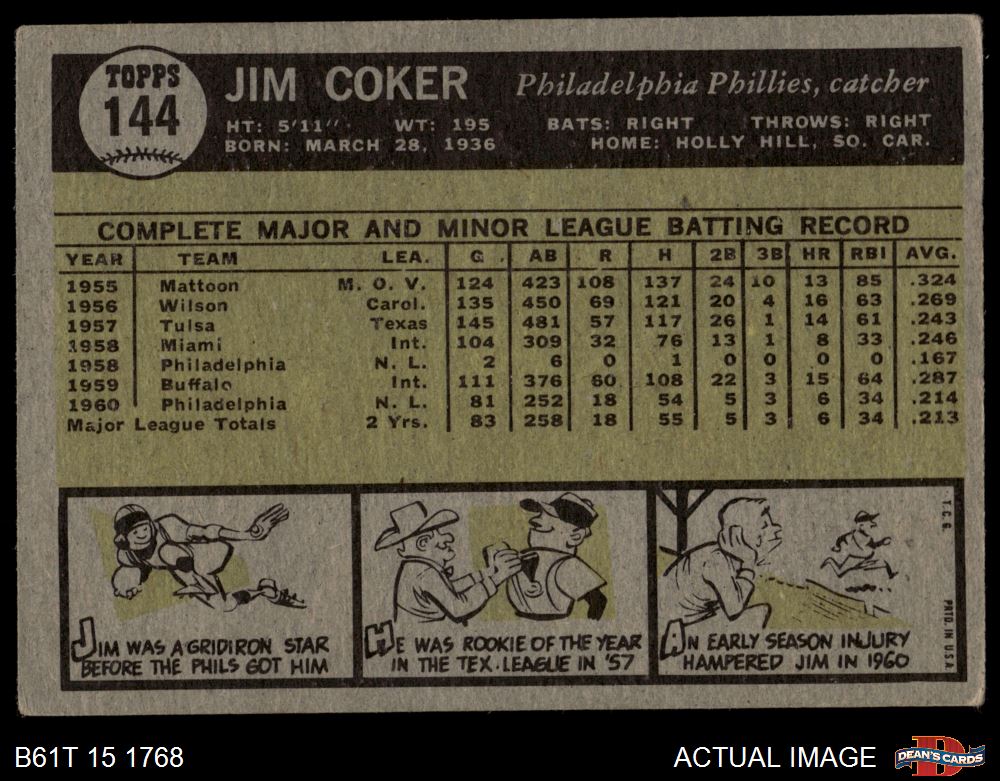 TOPPS
144
JIM COKER
Philadelphia Phillies, catcher
HT: 5'11" WT: 195 BATS: RIGHT THROWS: RIGHT
BORN: MARCH 28, 1936 HOME: HOLLY HILL, SO. CAR.
COMPLETE MAJOR AND MINOR LEAGUE BATTING RECORD
YEAR TEAM LEA. G AB R H 2B 3B HR RBI AVG.
1955 Mattoon M. O. V. 124 423 108 137 24 10 13 85 .324
1956 Wilson Carol. 135 450 69 121 20 4 16 63 .269
1957 Tulsa Texas 145 481 57 117 26 1 14 61 .243
1958 Miami Int. 104 309 32 76 13 1 8 33 .246
1958 Philadelphia N. L. 2 6 0 1 0 0 0 0 .167
1959 Buffalo Int. 111 376 60 108 22 3 15 64 .287
1960 Philadelphia N. L. 81 252 18 54 5 3 6 34 .214
Major League Totals 2 Yrs. 83 258 18 55 5 3 6 34 .213
JIM WAS A GRIDIRON STAR
BEFORE THE PHILS GOT HIM
HE WAS ROOKIE OF THE YEAR
IN THE TEX. LEAGUE IN '57
AN EARLY SEASON INJURY
HAMPERED JIM IN 1960
T.C.G.
PRTD. IN U.S.A.
B61T 15 1768
ACTUAL IMAGE
D
DEAN'S CARDS